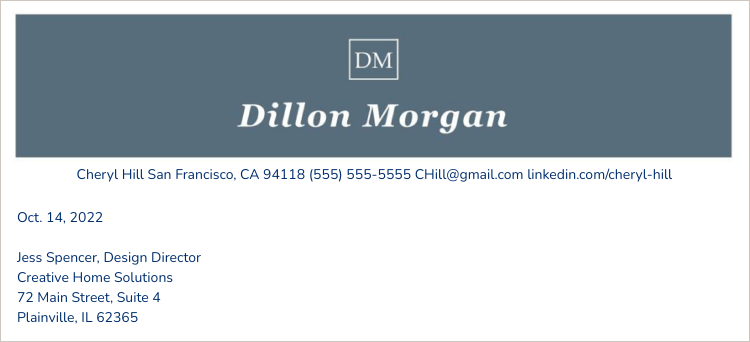 DM
Dillon Morgan
Cheryl Hill San Francisco, CA 94118 (555) 555-5555 CHill@gmail.com linkedin.com/cheryl-hill
Oct. 14, 2022
Jess Spencer, Design Director
Creative Home Solutions
72 Main Street, Suite 4
Plainville, IL 62365